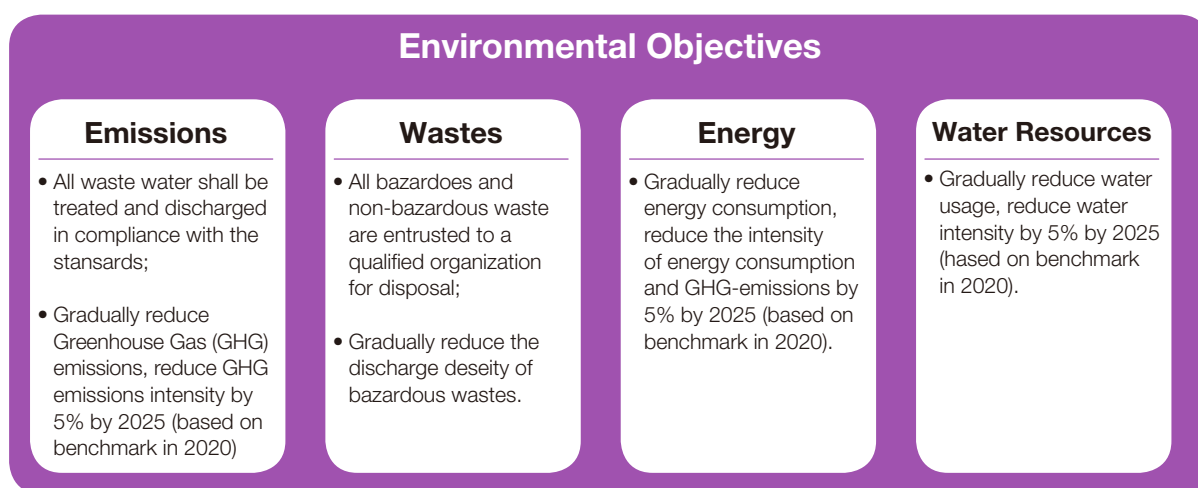 Environmental Objectives
Emissions
• All waste water shall be
treated and discharged
in compliance with the
stansards;
• Gradually reduce
Greenhouse Gas (GHG)
emissions, reduce GHG
emissions intensity by
5% by 2025 (based on
benchmark in 2020)
Wastes
• All bazardoes and
non-bazardous waste
are entrusted to a
qualified organization
for disposal;
• Gradually reduce the
discharge deseity of
bazardous wastes.
Energy
• Gradually reduce
energy consumption,
reduce the intensity
of energy consumption
and GHG-emissions by
5% by 2025 (based on
benchmark in 2020).
Water Resources
• Gradually reduce water
usage, reduce water
intensity by 5% by 2025
(hased on benchmark
in 2020).